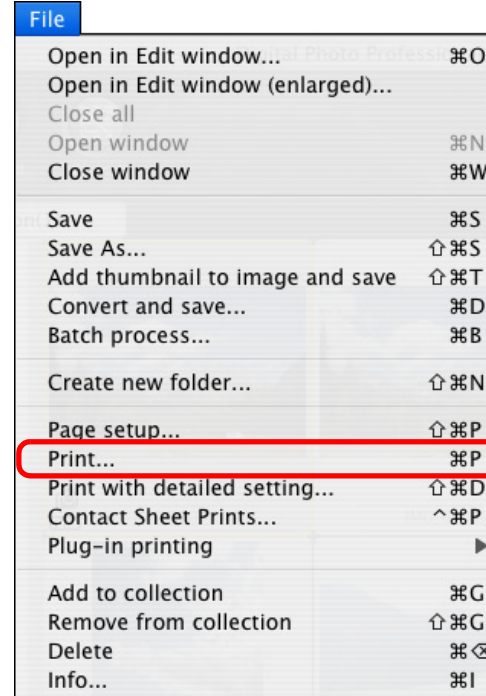 File
Open in Edit window... ⌘O
Open in Edit window (enlarged)...
Close all
Open window ⌘N
Close window ⌘W
Save ⌘S
Save As... ⇧⌘S
Add thumbnail to image and save ⇧⌘T
Convert and save... ⌘D
Batch process... ⌘B
Create new folder... ⇧⌘N
Page setup... ⇧⌘P
Print... ⌘P
Print with detailed setting... ⇧⌘D
Contact Sheet Prints... ^⌘P
Plug-in printing ▶
Add to collection ⌘G
Remove from collection ⇧⌘G
Delete ⌘⌫
Info... ⌘I